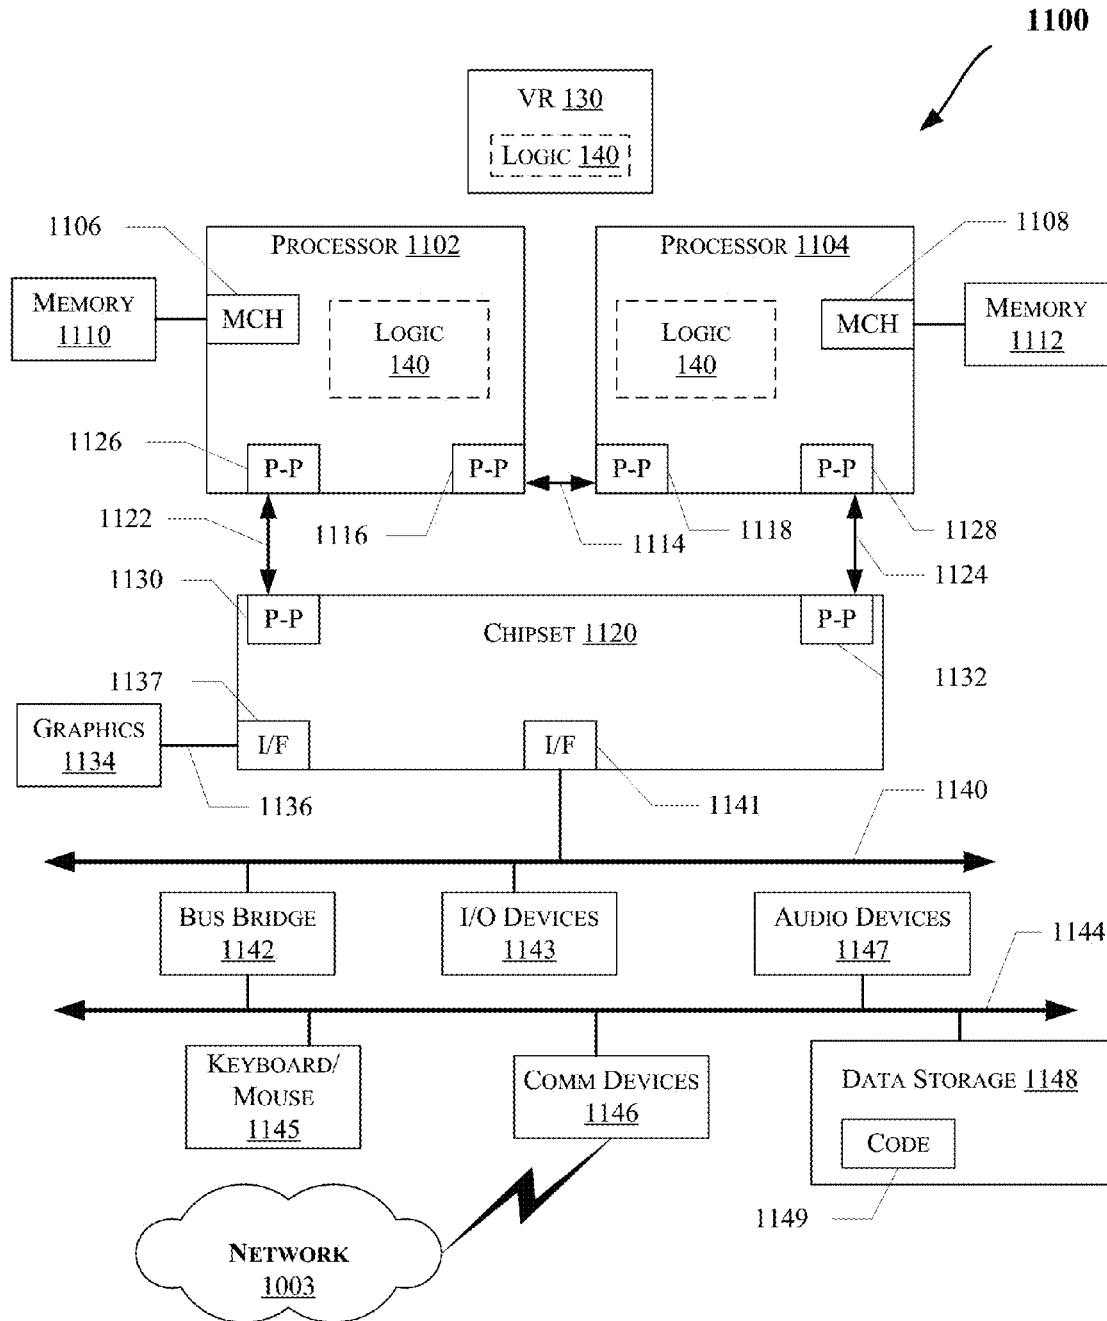 1100
VR 130
LOGIC 140
1106
PROCESSOR 1102
PROCESSOR 1104
1108
MEMORY
1110
MCH
LOGIC
140
LOGIC
140
MCH
MEMORY
1112
1126
P-P
P-P
P-P
P-P
1122
1116
1114
1118
1128
1124
1130
P-P
CHIPSET 1120
P-P
1132
1137
GRAPHICS
1134
I/F
I/F
1136
1141
1140
BUS BRIDGE
1142
I/O DEVICES
1143
AUDIO DEVICES
1147
1144
KEYBOARD/
MOUSE
1145
COMM DEVICES
1146
DATA STORAGE 1148
CODE
1149
NETWORK
1003